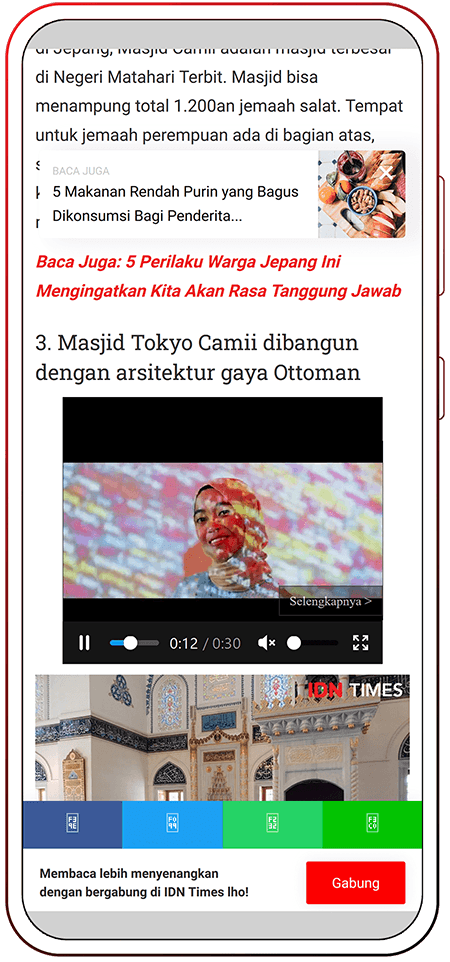 di Jepang, Masjid Camii adalah masjid terbesar
di Negeri Matahari Terbit. Masjid bisa
menampung total 1.200an jemaah salat. Tempat
untuk jemaah perempuan ada di bagian atas,
BACA JUGA
5 Makanan Rendah Purin yang Bagus
Dikonsumsi Bagi Penderita...
Baca Juga: 5 Perilaku Warga Jepang Ini
Mengingatkan Kita Akan Rasa Tanggung Jawab
3. Masjid Tokyo Camii dibangun
dengan arsitektur gaya Ottoman
Selengkapnya >
0:12 / 0:30
IDN TIMES
Membaca lebih menyenangkan
dengan bergabung di IDN Times lho!
Gabung